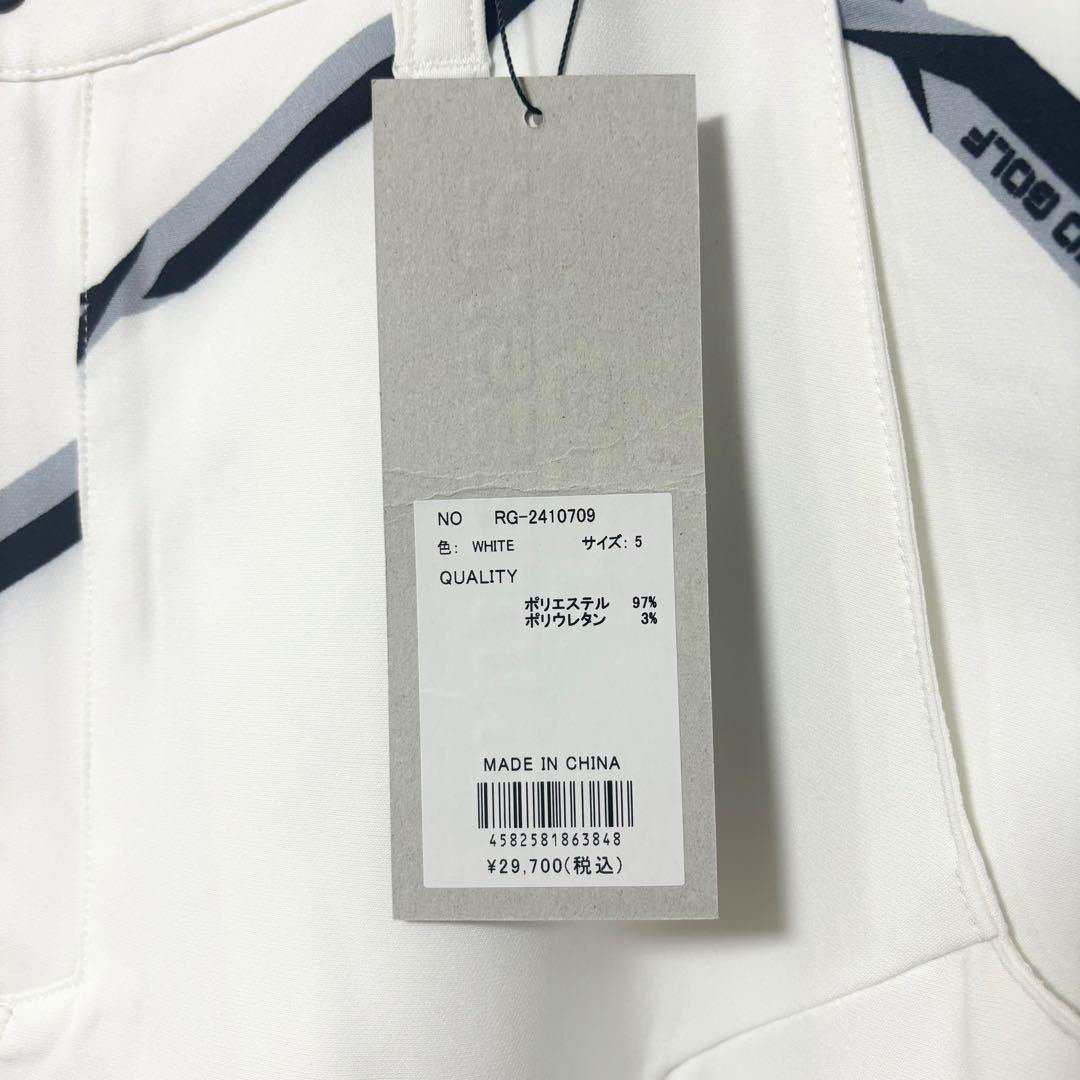 GOLF
NO RG-2410709
色: WHITE サイズ: 5
QUALITY
ポリエステル 97%
ポリウレタン 3%
MADE IN CHINA
4582581863848
¥29,700(税込)